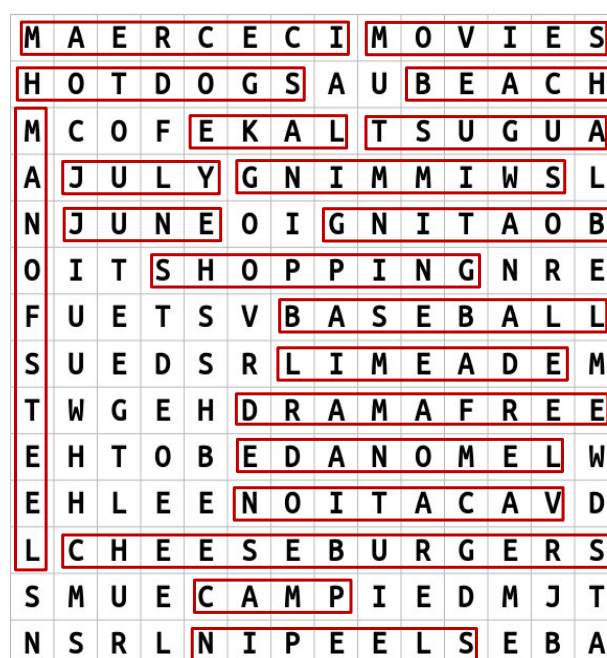 M A E R C E C I M O V I E S
H O T D O G S A U B E A C H
M C O F E K A L T S U G U A
A J U L Y G N I M M I W S L
N J U N E O I G N I T A O B
O I T S H O P P I N G N R E
F U E T S V B A S E B A L L
S U E D S R L I M E A D E M
T W G E H D R A M A F R E E
E H T O B E D A N O M E L W
E H L E E N O I T A C A V D
L C H E E S E B U R G E R S
S M U E C A M P I E D M J T
N S R L N I P E E L S E B A